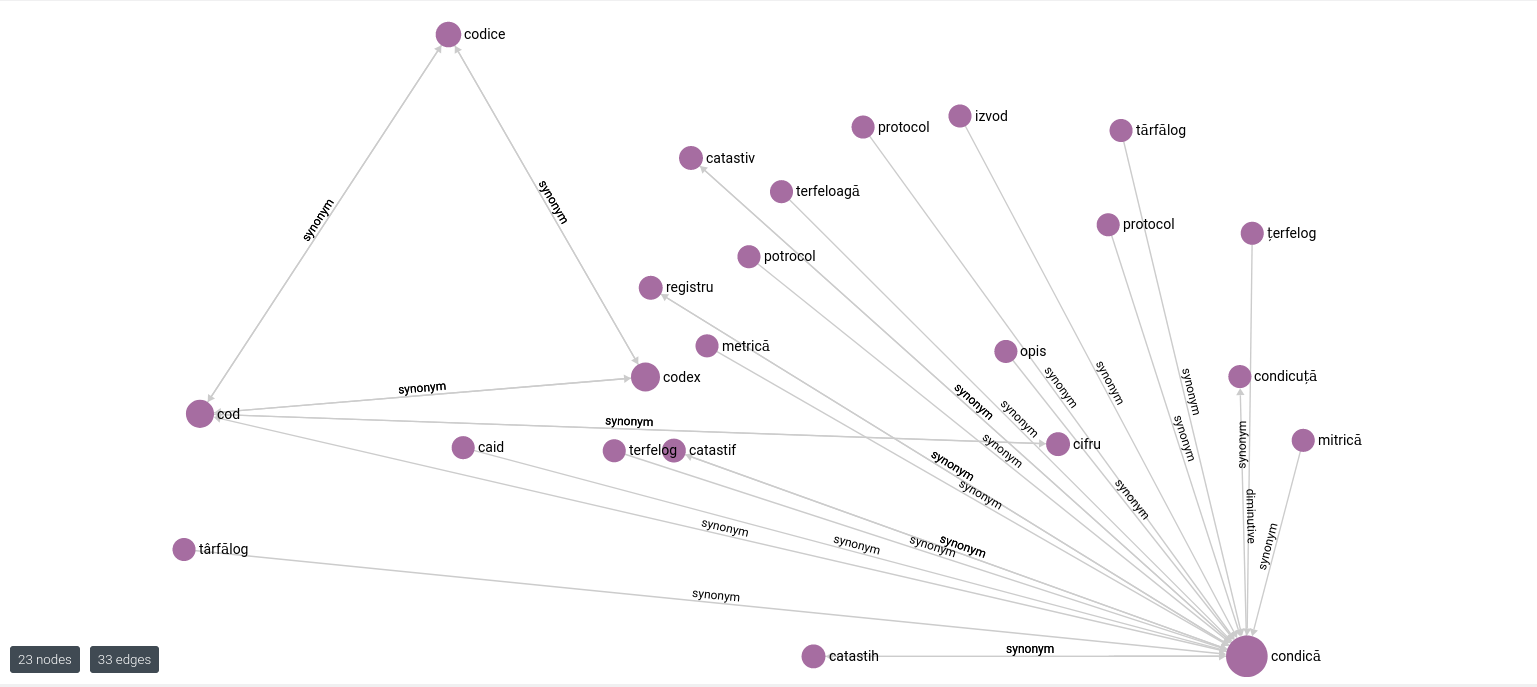 codice
izvod
protocol
tărfălog
catastiv
terfeloagă
protocol
synonym
synonym
țerfelog
potrocol
registru
metrică
opis
codex
condicuță
synonym
synonym
synonym
synonym
cod
synonym
synonym
synonym
synonym
mitrică
synonym
cifru
synonym
synonym
caid
terfelog
catastif
synonym
synonym
synonym
synonym
diminutive
synonym
synonym
synonym
synonym
synonym
târfălog
synonym
catastih
synonym
condică
23 nodes
33 edges